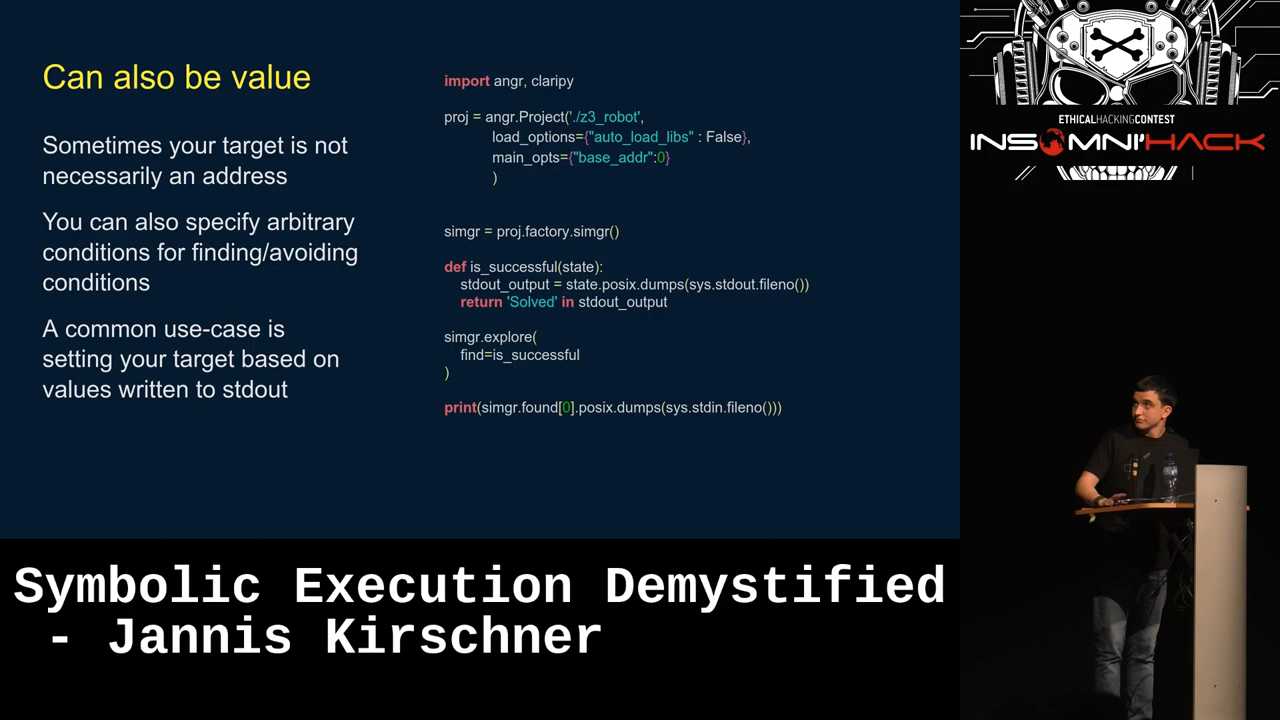 Can also be value
Sometimes your target is not
necessarily an address
You can also specify arbitrary
conditions for finding/avoiding
conditions
A common use-case is
setting your target based on
values written to stdout
import angr, claripy
proj = angr.Project('./z3_robot',
load_options={"auto_load_libs" : False},
main_opts={"base_addr":0}
)
simgr = proj.factory.simgr()
def is_successful(state):
stdout_output = state.posix.dumps(sys.stdout.fileno())
return 'Solved' in stdout_output
simgr.explore(
find=is_successful
)
print(simgr.found[0].posix.dumps(sys.stdin.fileno()))
ETHICALHACKINGCONTEST
INSOMNI'HACK
Symbolic Execution Demystified
- Jannis Kirschner